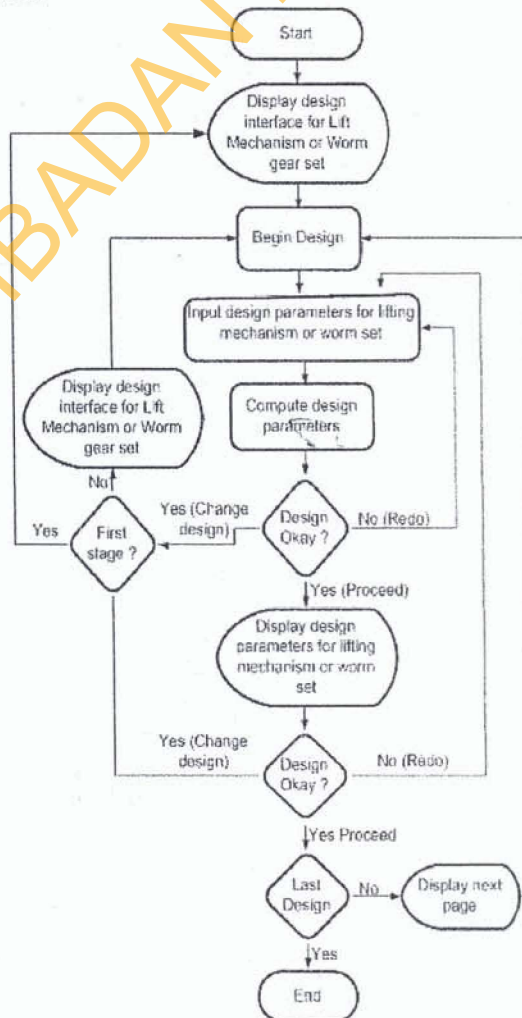 IBADAN
Start
Display design
interface for Lift
Mechanism or Worm
gear set
Begin Design
Input design parameters for lifting
mechanism or worm set
Display design
interface for Lift
Mechanism or Worm
gear set
Compute design
parameters
No
Yes
First
stage ?
Yes (Change
design)
Design
Okay ?
No (Redo)
Yes (Proceed)
Display design
parameters for lifting
mechanism or worm
set
Yes (Change
design)
Design
Okay ?
No (Redo)
Yes Proceed
Last
Design
No
Display next
page
Yes
End